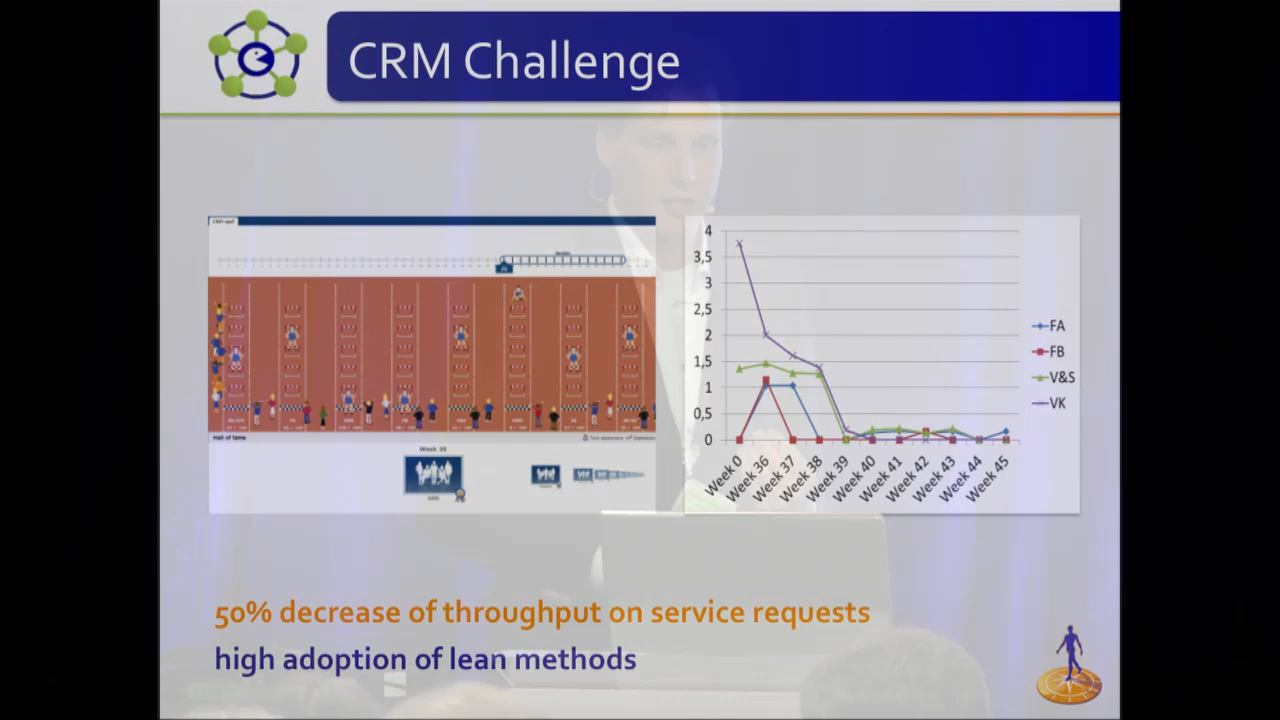 CRM Challenge
4
3,5
3
2,5
2
1,5
1
0,5
0
Week 0
Week 36
Week 37
Week 38
Week 39
Week 40
Week 41
Week 42
Week 43
Week 44
Week 45
FA
FB
V&S
VK
Hall of fame
Week 35
50% decrease of throughput on service requests
high adoption of lean methods